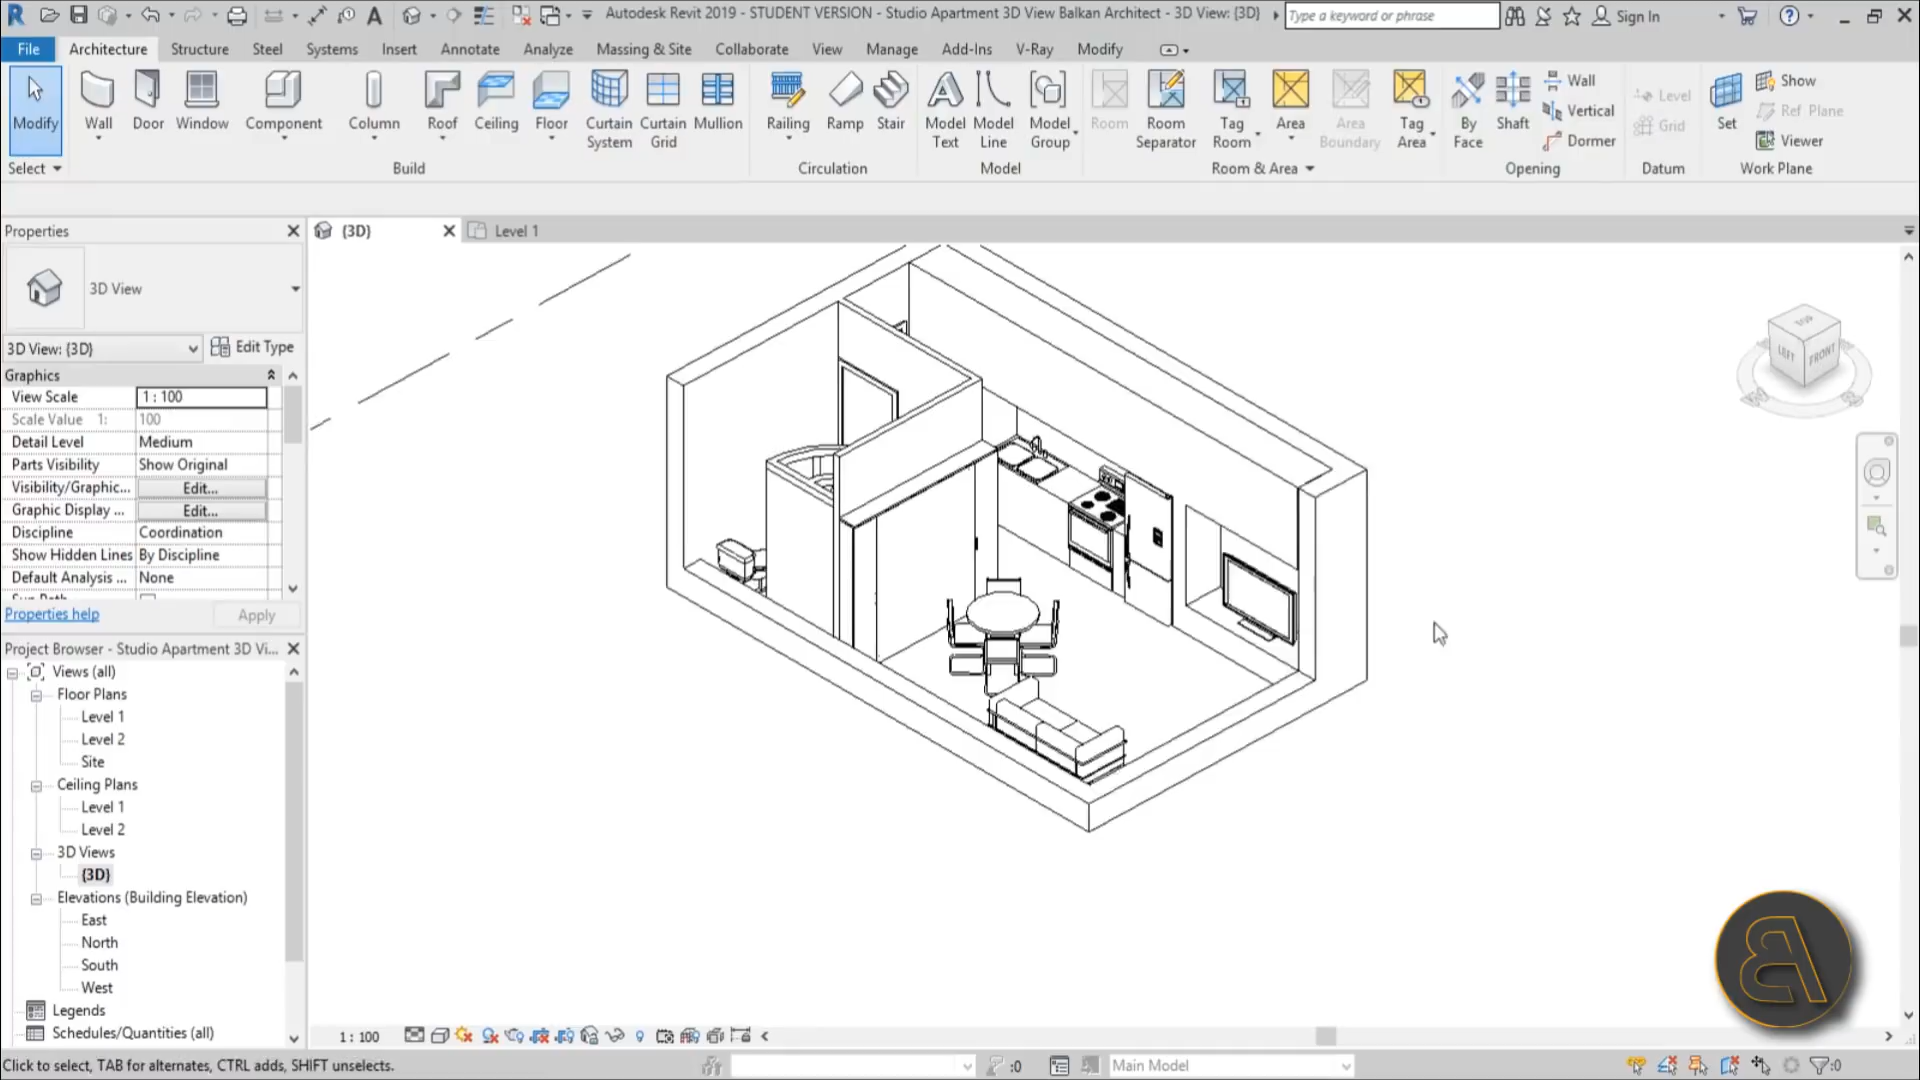 Autodesk Revit 2019 - STUDENT VERSION - Studio Apartment 3D View Balkan Architect - 3D View: {3D}
Type a keyword or phrase
Sign In
File Architecture Structure Steel Systems Insert Annotate Analyze Massing & Site Collaborate View Manage Add-Ins V-Ray Modify
Modify
Wall
Door
Window
Component
Column
Roof
Ceiling
Floor
Curtain System
Curtain Grid
Mullion
Railing
Ramp
Stair
Model Text
Model Line
Model Group
Room
Room Separator
Tag Room
Area
Area Boundary
Tag Area
By Face
Shaft
Wall
Vertical
Dormer
Level
Grid
Set
Show
Ref Plane
Viewer
Select Build Circulation Model Room & Area Opening Datum Work Plane
Properties
{3D}
Level 1
3D View
3D View: {3D}
Edit Type
Graphics
View Scale 1 : 100
Scale Value 1: 100
Detail Level Medium
Parts Visibility Show Original
Visibility/Graphic... Edit...
Graphic Display ... Edit...
Discipline Coordination
Show Hidden Lines By Discipline
Default Analysis ... None
Properties help
Apply
Project Browser - Studio Apartment 3D Vi...
Views (all)
Floor Plans
Level 1
Level 2
Site
Ceiling Plans
Level 1
Level 2
3D Views
{3D}
Elevations (Building Elevation)
East
North
South
West
Legends
Schedules/Quantities (all)
TOP
LEFT
FRONT
1 : 100
Click to select, TAB for alternates, CTRL adds, SHIFT unselects.
:0
Main Model
:0